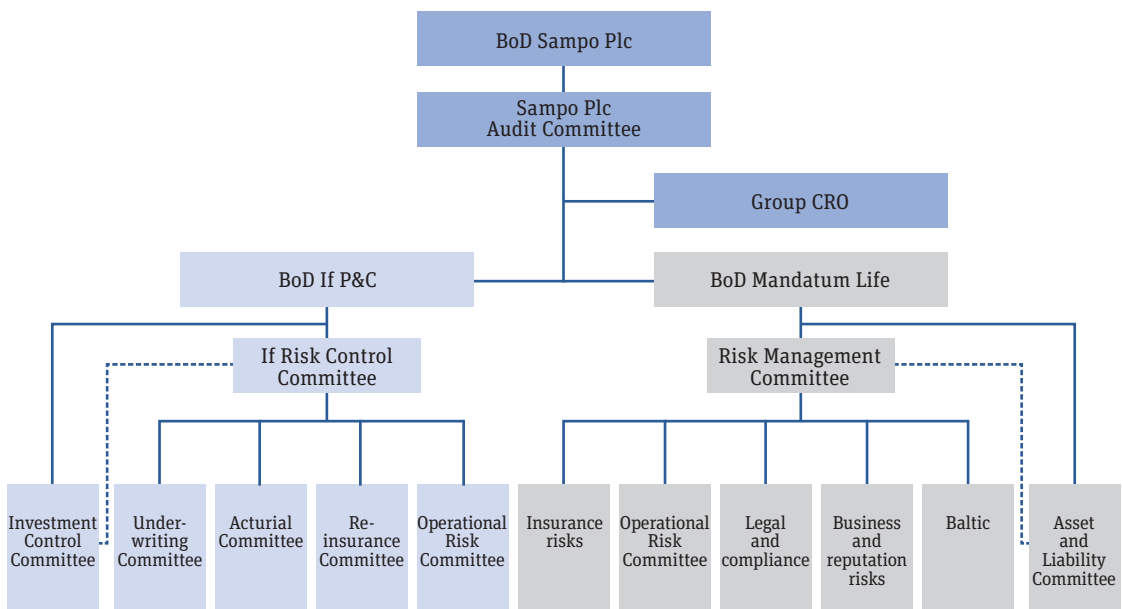 BoD Sampo Plc
Sampo Plc
Audit Committee
Group CRO
BoD If P&C
BoD Mandatum Life
If Risk Control
Committee
Risk Management
Committee
Investment
Control
Committee
Under-
writing
Committee
Acturial
Committee
Re-
insurance
Committee
Operational
Risk
Committee
Insurance
risks
Operational
Risk
Committee
Legal
and
compliance
Business
and
reputation
risks
Baltic
Asset
and
Liability
Committee